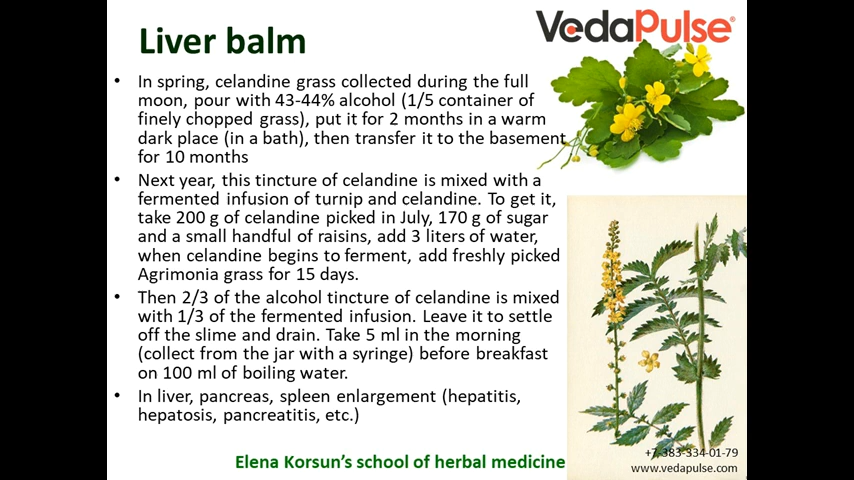 Liver balm
VedaPulse®
• In spring, celandine grass collected during the full
moon, pour with 43-44% alcohol (1/5 container of
finely chopped grass), put it for 2 months in a warm
dark place (in a bath), then transfer it to the basement
for 10 months
• Next year, this tincture of celandine is mixed with a
fermented infusion of turnip and celandine. To get it,
take 200 g of celandine picked in July, 170 g of sugar
and a small handful of raisins, add 3 liters of water,
when celandine begins to ferment, add freshly picked
Agrimonia grass for 15 days.
• Then 2/3 of the alcohol tincture of celandine is mixed
with 1/3 of the fermented infusion. Leave it to settle
off the slime and drain. Take 5 ml in the morning
(collect from the jar with a syringe) before breakfast
on 100 ml of boiling water.
• In liver, pancreas, spleen enlargement (hepatitis,
hepatosis, pancreatitis, etc.)
Elena Korsun's school of herbal medicine
+7-383-334-01-79
www.vedapulse.com